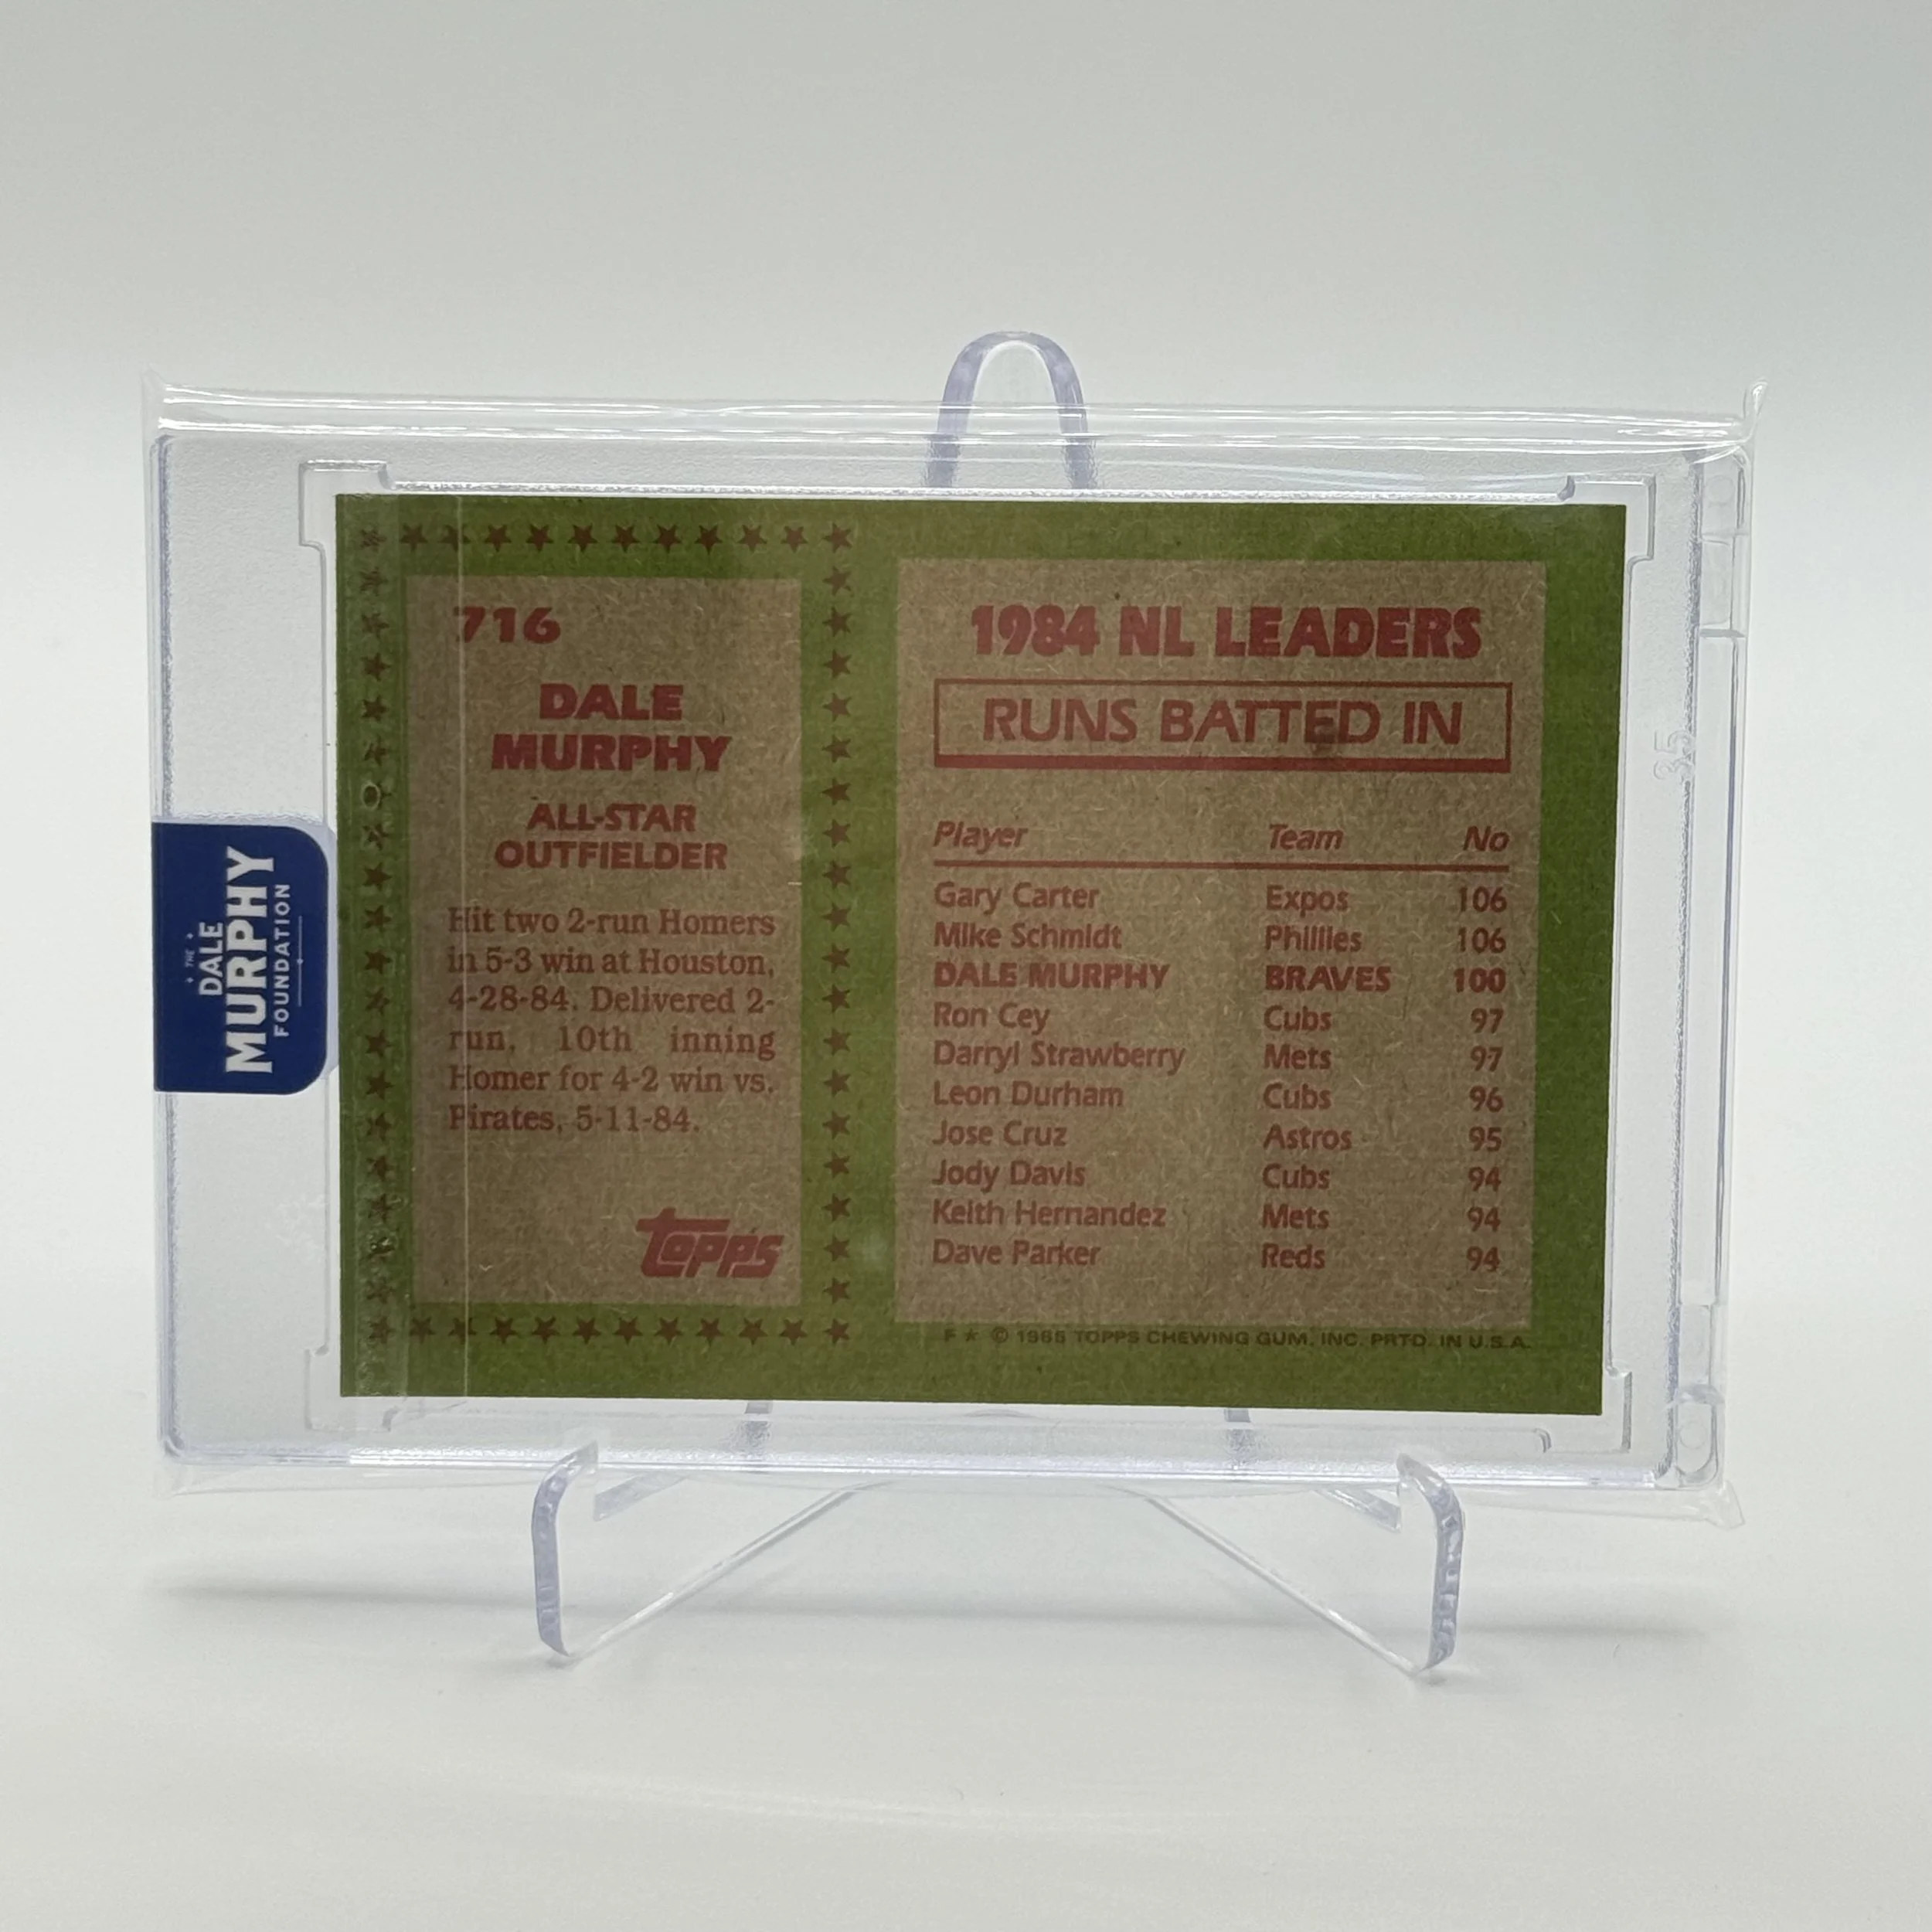 THE
DALE
MURPHY
FOUNDATION
716
DALE
MURPHY
ALL-STAR
OUTFIELDER
Hit two 2-run Homers
in 5-3 win at Houston,
4-28-84. Delivered 2-
run, 10th inning
Homer for 4-2 win vs.
Pirates, 5-11-84.
topps
1984 NL LEADERS
RUNS BATTED IN
Player Team No
Gary Carter Expos 106
Mike Schmidt Phillies 106
DALE MURPHY BRAVES 100
Ron Cey Cubs 97
Darryl Strawberry Mets 97
Leon Durham Cubs 96
Jose Cruz Astros 95
Jody Davis Cubs 94
Keith Hernandez Mets 94
Dave Parker Reds 94
F * © 1985 TOPPS CHEWING GUM, INC. PRTD. IN U.S.A.
35